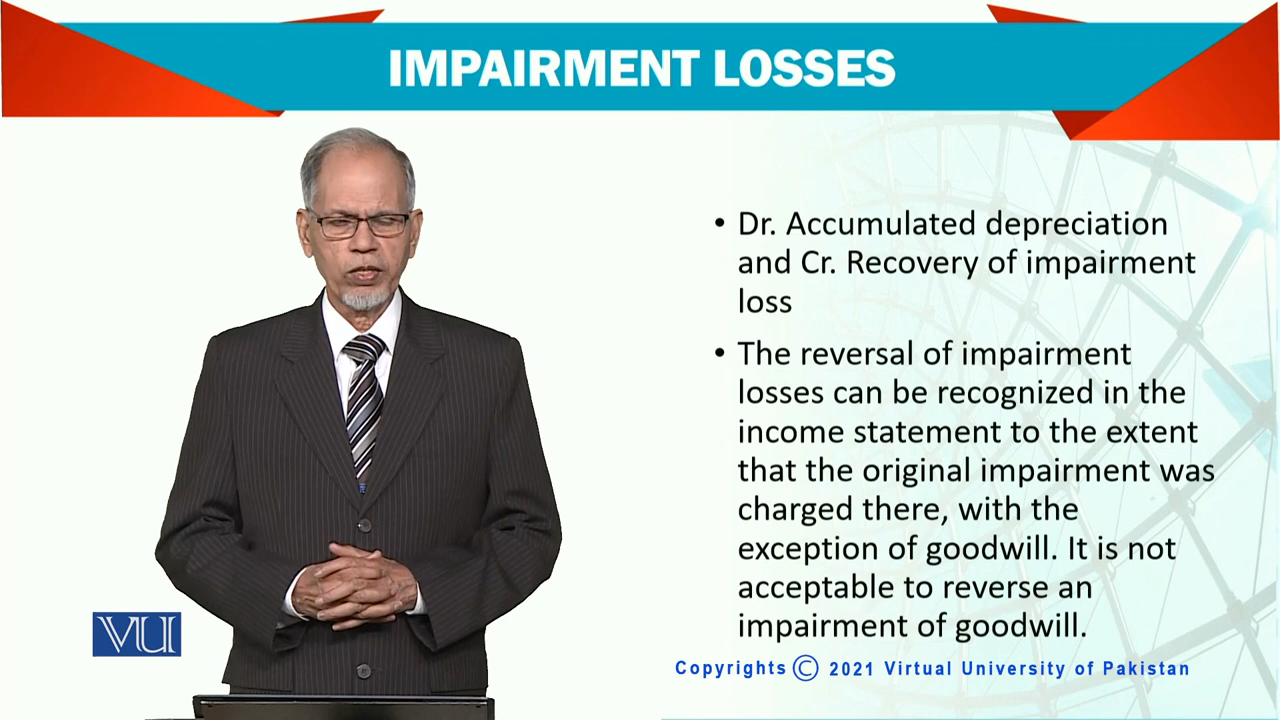 IMPAIRMENT LOSSES
• Dr. Accumulated depreciation
and Cr. Recovery of impairment
loss
• The reversal of impairment
losses can be recognized in the
income statement to the extent
that the original impairment was
charged there, with the
exception of goodwill. It is not
acceptable to reverse an
impairment of goodwill.
VU
Copyrights © 2021 Virtual University of Pakistan